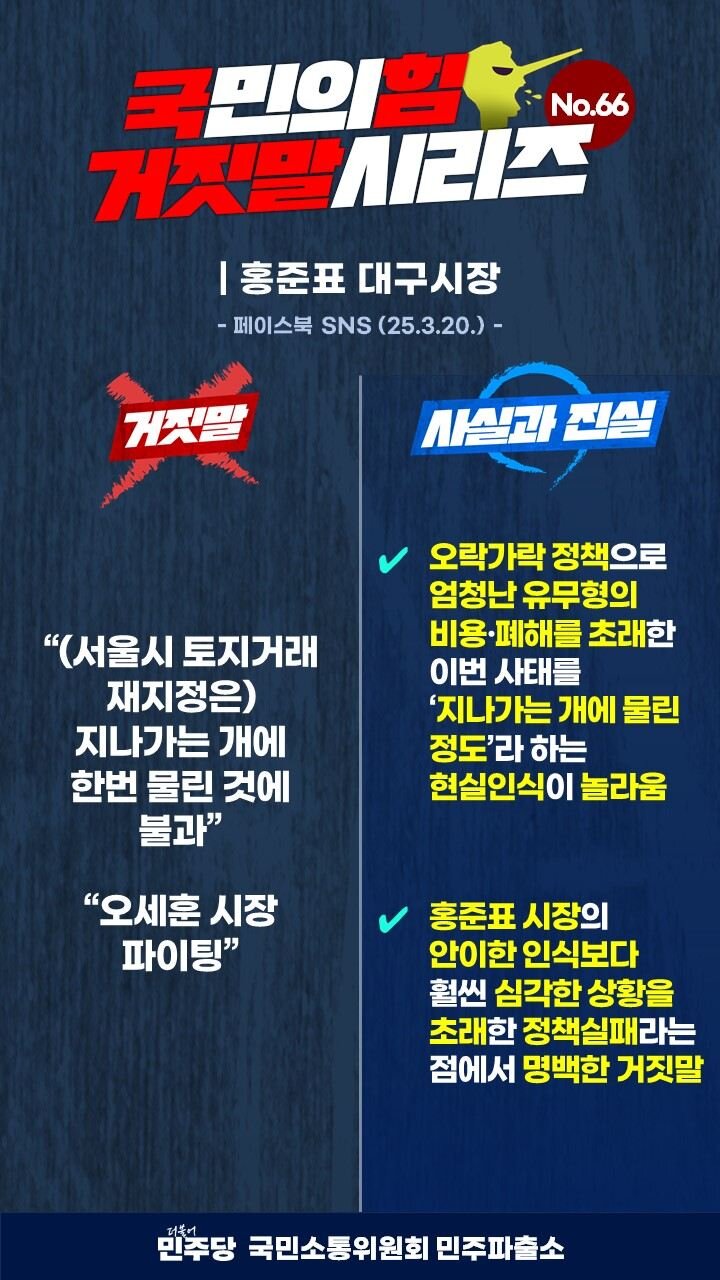 국민의힘
No.66
거짓말시리즈
| 홍준표 대구시장
- 페이스북 SNS (25.3.20.) -
거짓말
“(서울시 토지거래
재지정은)
지나가는 개에
한번 물린 것에
불과”
“오세훈 시장
파이팅”
사실과 진실
✔ 오락가락 정책으로
엄청난 유무형의
비용·폐해를 초래한
이번 사태를
‘지나가는 개에 물린
정도’라 하는
현실인식이 놀라움
✔ 홍준표 시장의
안이한 인식보다
훨씬 심각한 상황을
초래한 정책실패라는
점에서 명백한 거짓말
더불어
민주당 국민소통위원회 민주파출소